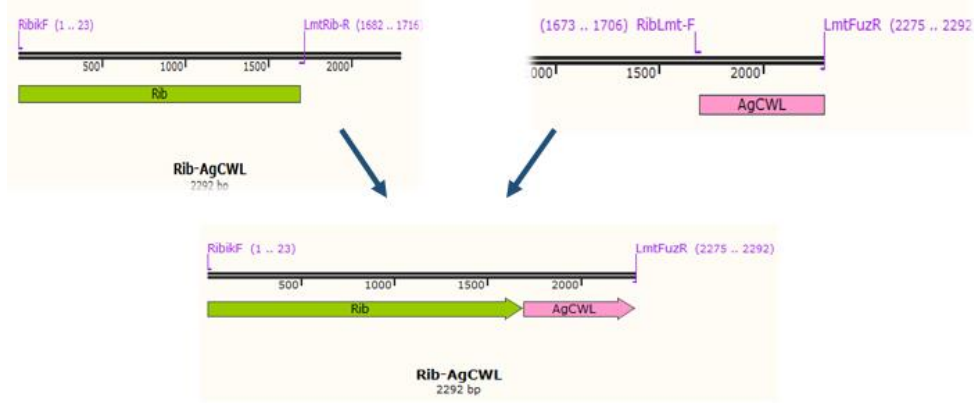 RibikF (1 .. 23)
LmtRib-R (1682 .. 1716)
500 1000 1500 2000
Rib
Rib-AgCWL
2292 bp
(1673 .. 1706) RibLmt-F
LmtFuzR (2275 .. 2292
000 1500 2000
AgCWL
RibikF (1 .. 23)
LmtFuzR (2275 .. 2292)
500 1000 1500 2000
Rib
AgCWL
Rib-AgCWL
2292 bp